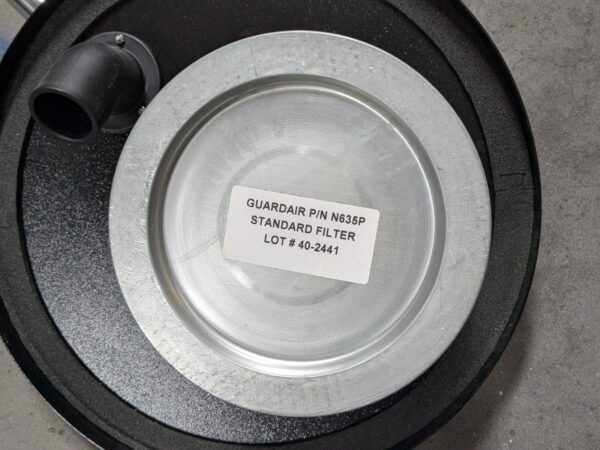 GUARDAIR P/N N635P
STANDARD FILTER
LOT # 40-2441